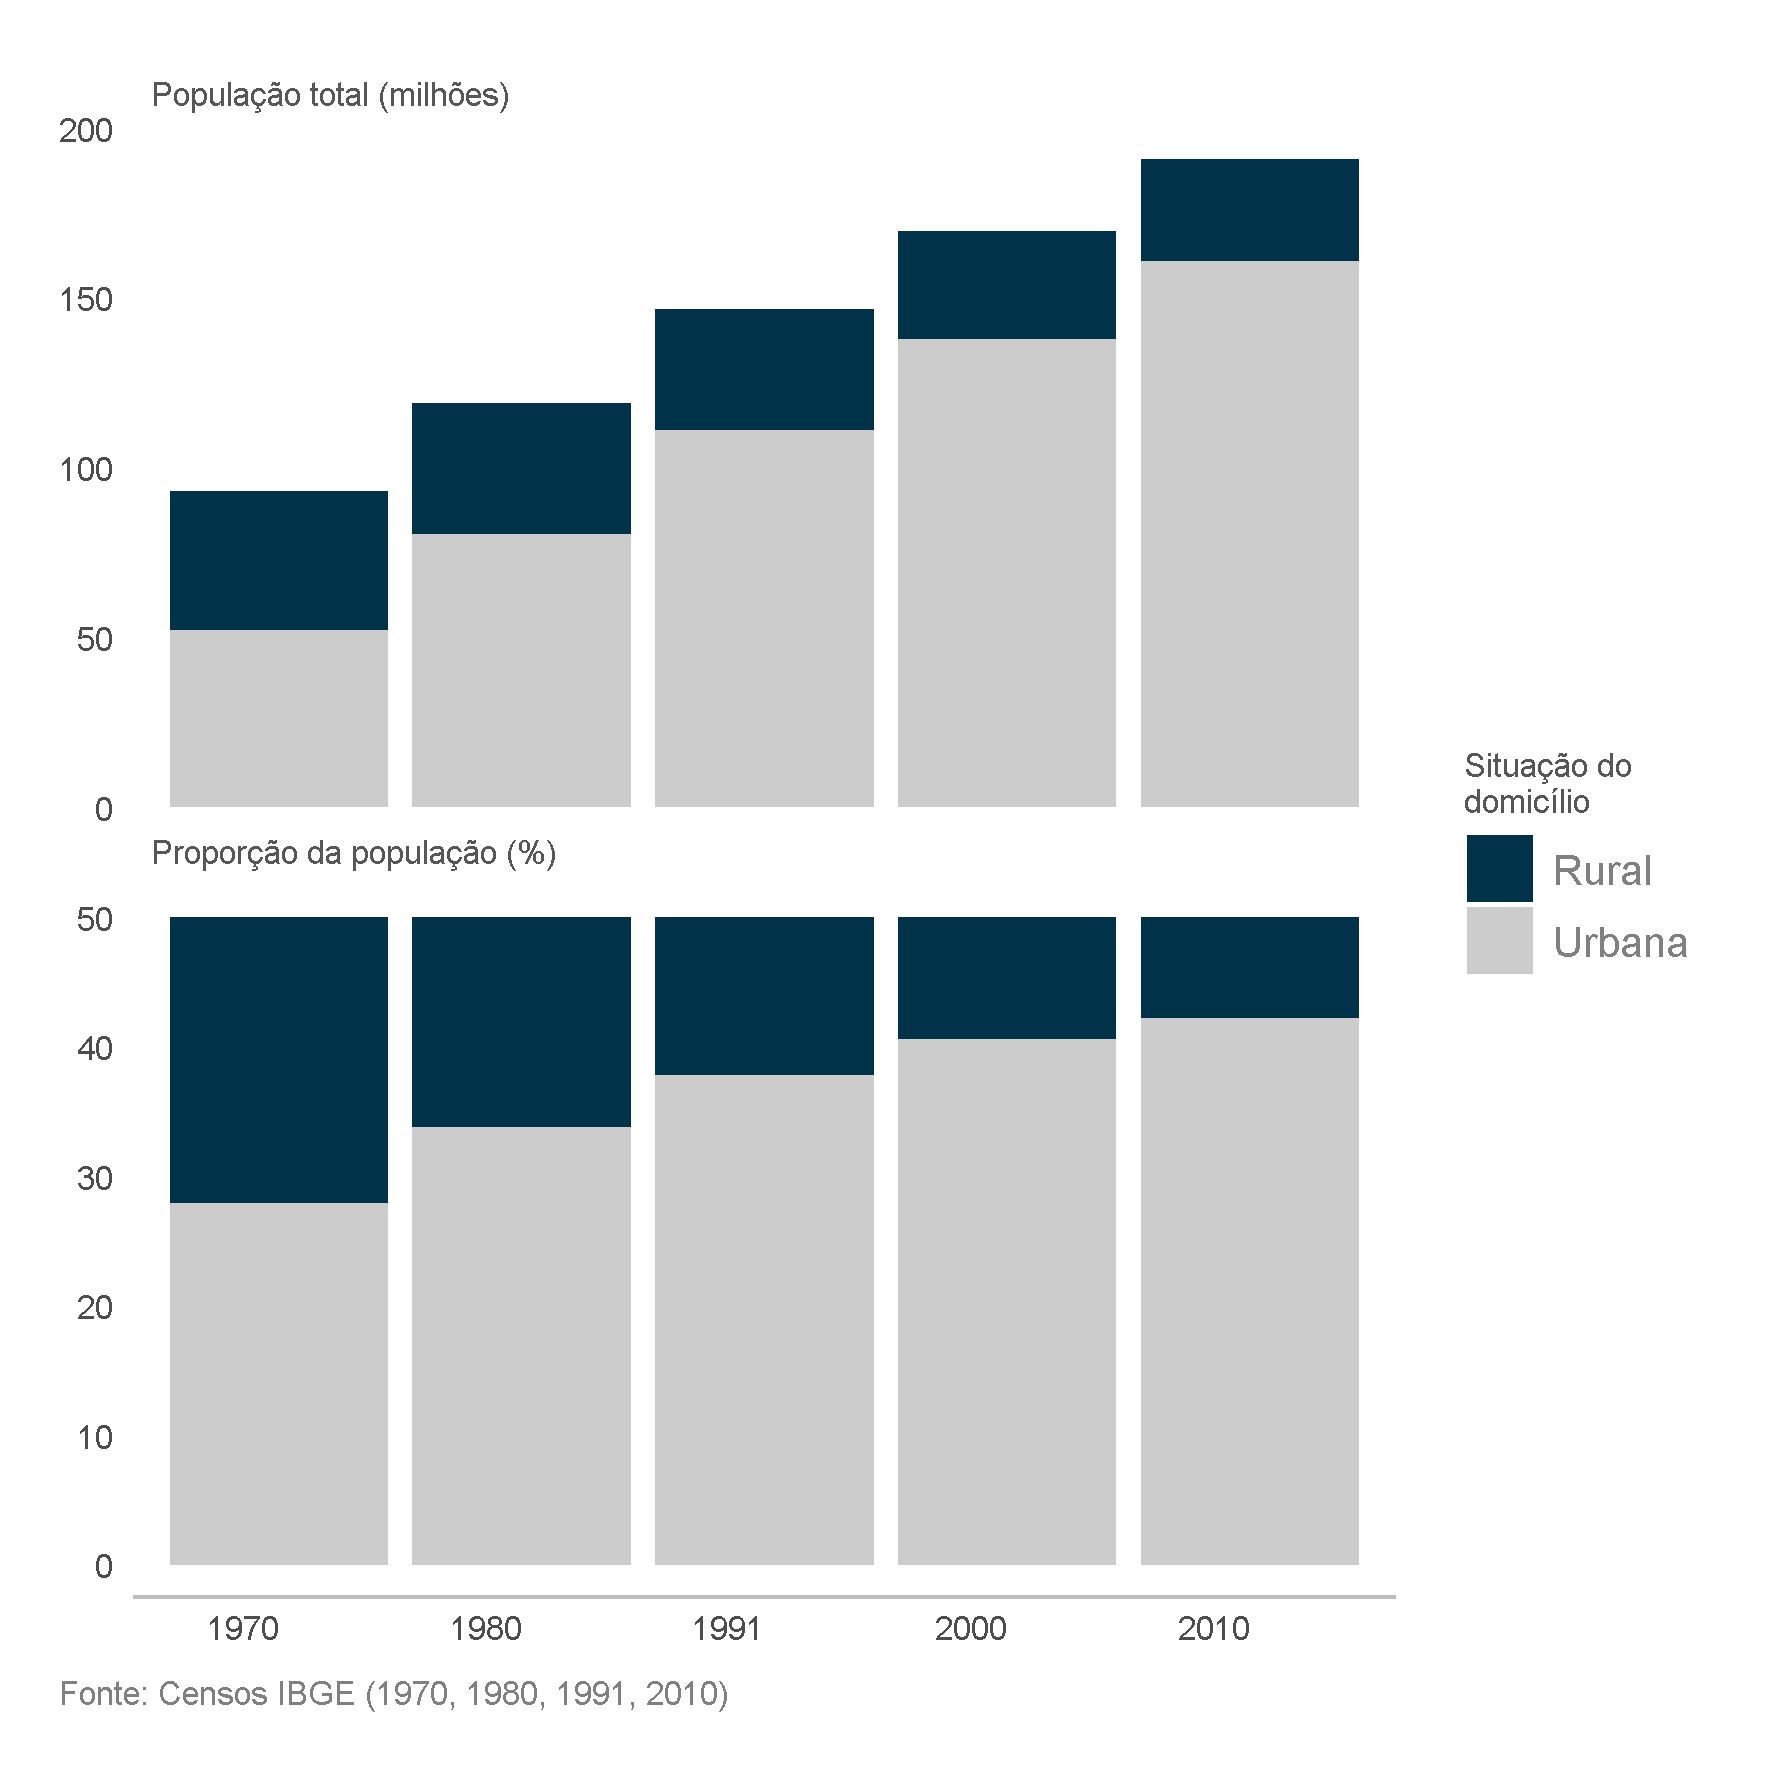 População total (milhões)
200
150
100
50
0
Proporção da população (%)
50
40
30
20
10
0
1970 1980 1991 2000 2010
Situação do
domicílio
Rural
Urbana
Fonte: Censos IBGE (1970, 1980, 1991, 2010)